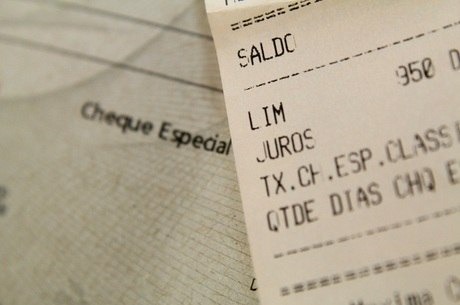 SALDO
950 D
LIM
JUROS
TX.CH.ESP.CLASS
QTDE DIAS CHQ E
Cheque Especial